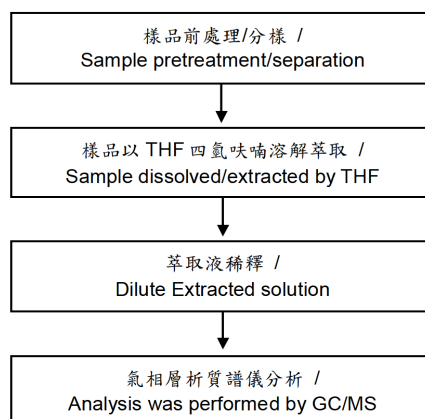 樣品前處理/分樣 /
Sample pretreatment/separation
樣品以 THF 四氫呋喃溶解萃取 /
Sample dissolved/extracted by THF
萃取液稀釋 /
Dilute Extracted solution
氣相層析質譜儀分析 /
Analysis was performed by GC/MS